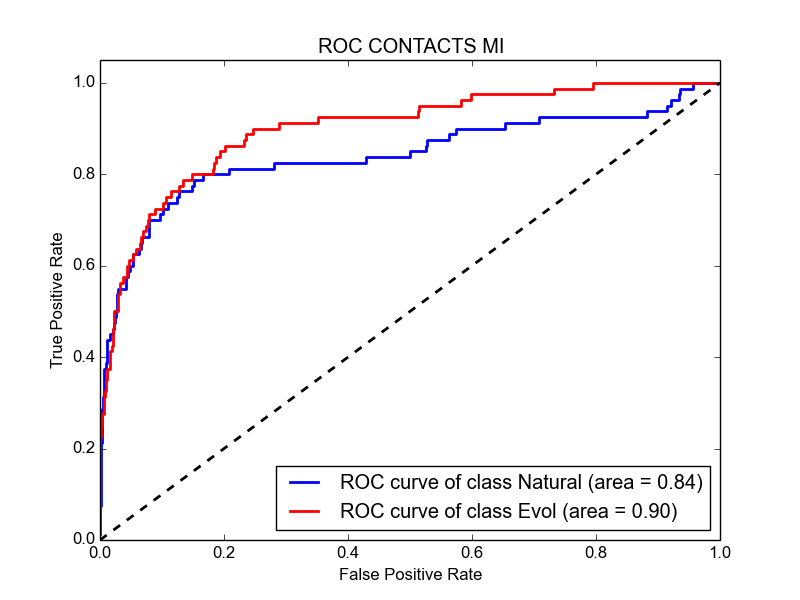 ROC CONTACTS MI
1.0
0.8
0.6
0.4
0.2
0.0
True Positive Rate
ROC curve of class Natural (area = 0.84)
ROC curve of class Evol (area = 0.90)
0.0 0.2 0.4 0.6 0.8 1.0
False Positive Rate